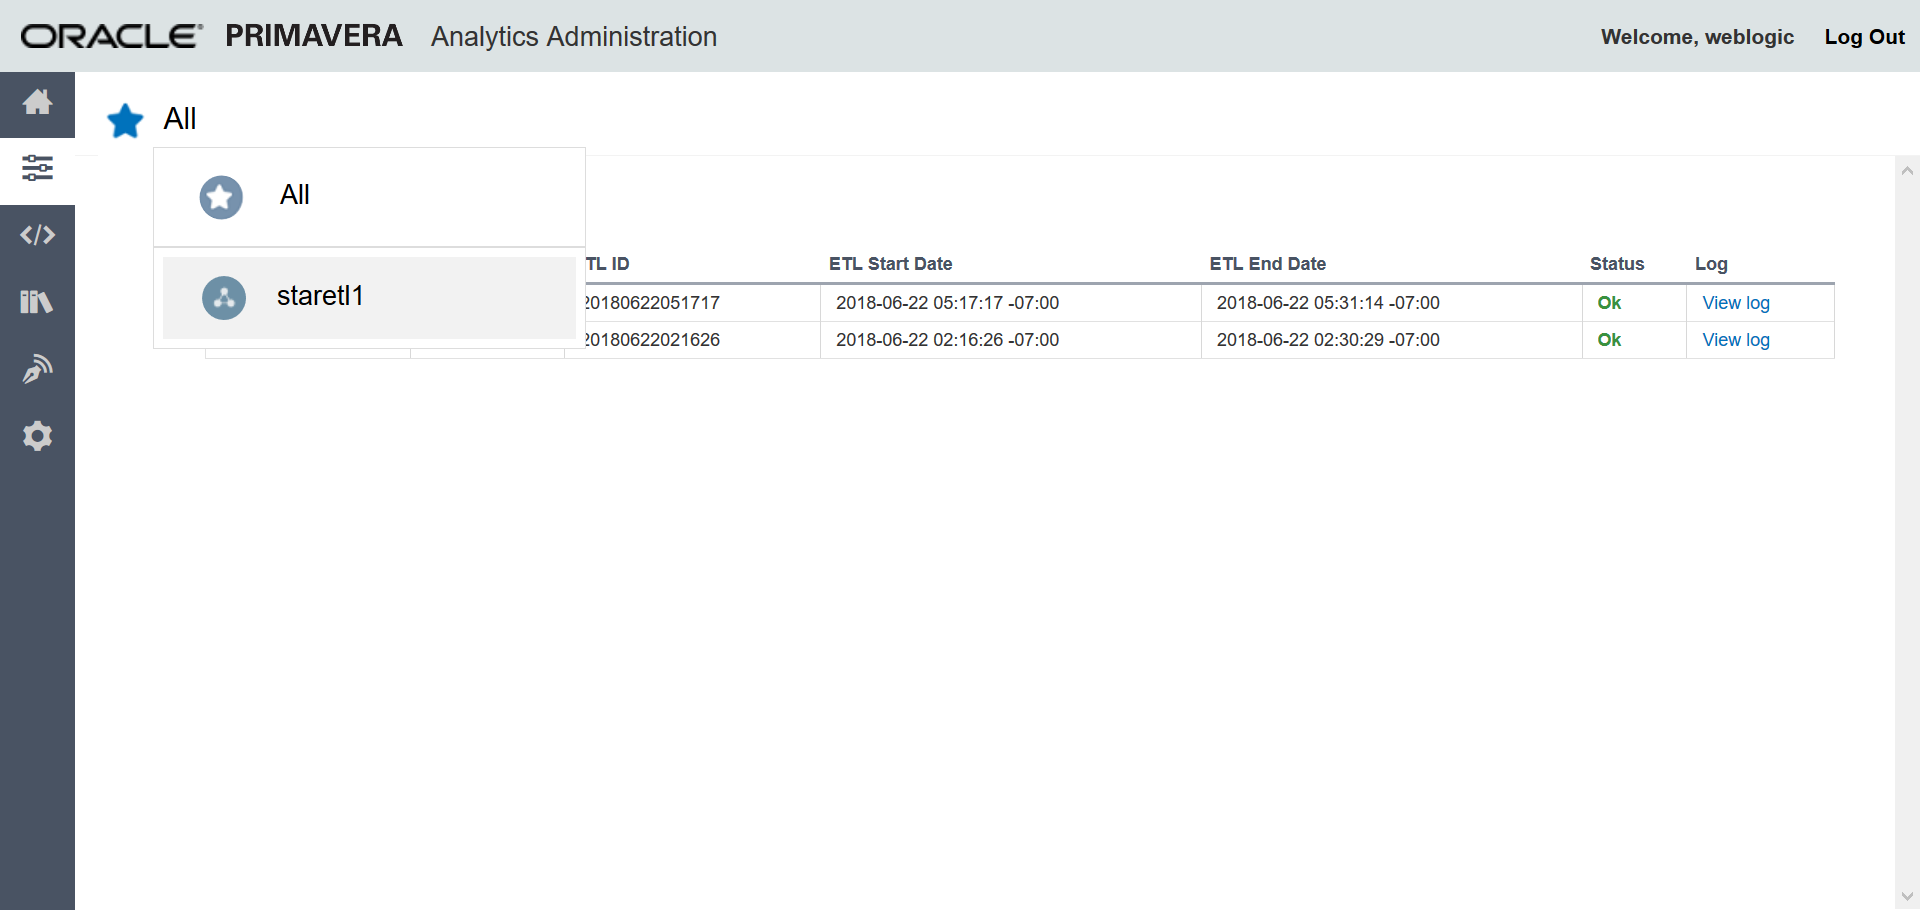 ORACLE® PRIMAVERA Analytics Administration Welcome, weblogic Log Out
All
All
staretl1
TL ID ETL Start Date ETL End Date Status Log
20180622051717 2018-06-22 05:17:17 -07:00 2018-06-22 05:31:14 -07:00 Ok View log
20180622021626 2018-06-22 02:16:26 -07:00 2018-06-22 02:30:29 -07:00 Ok View log